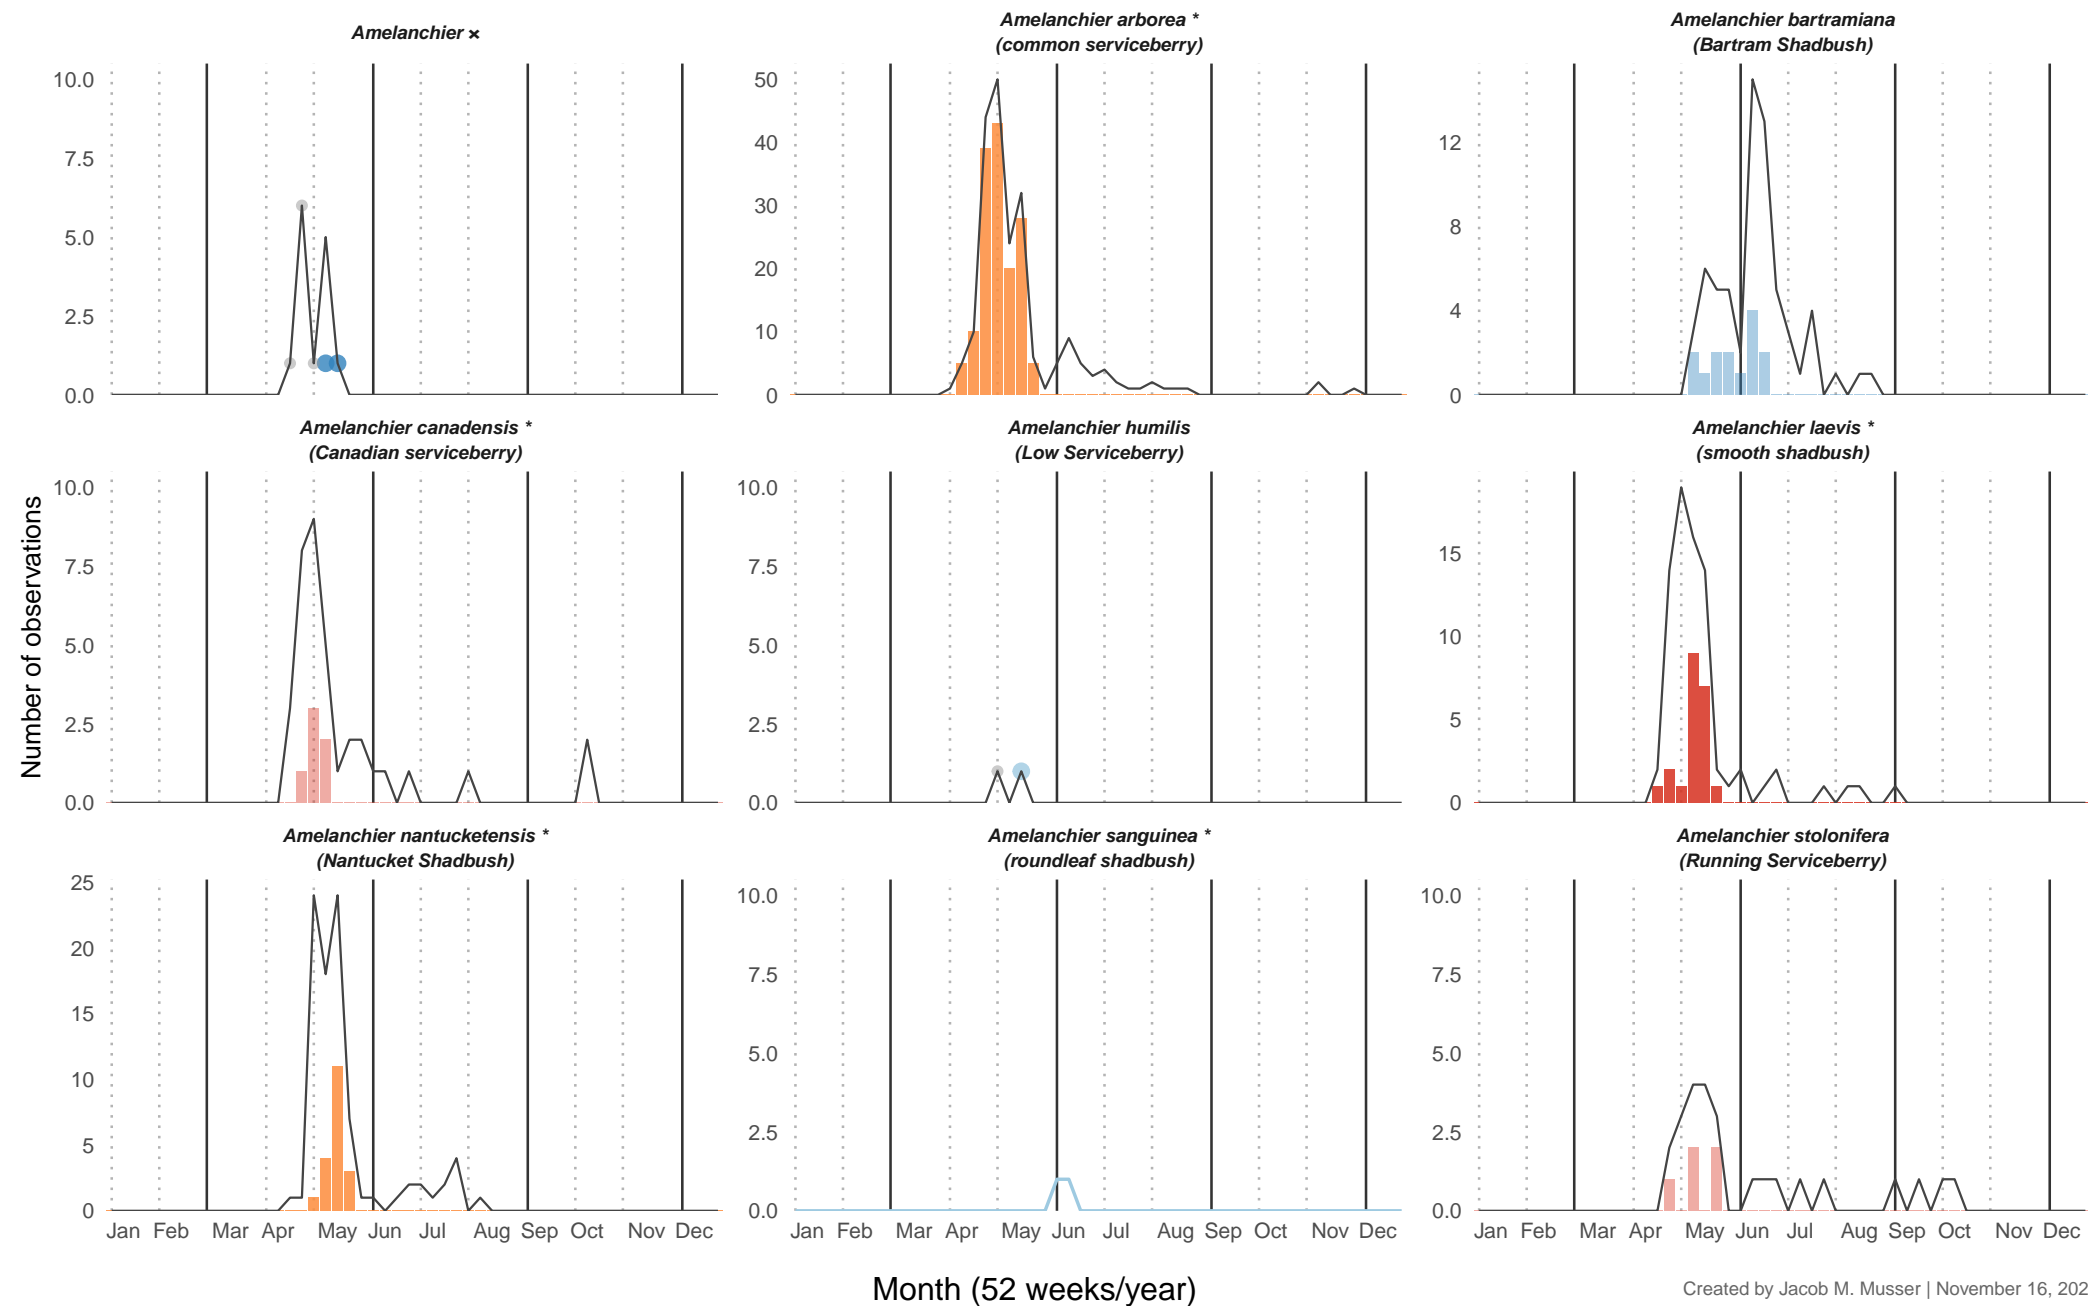 Amelanchier ×
Amelanchier arborea *
(common serviceberry)
Amelanchier bartramiana
(Bartram Shadbush)
10.0
7.5
5.0
2.5
0.0
50
40
30
20
10
0
12
8
4
0
Amelanchier canadensis *
(Canadian serviceberry)
Amelanchier humilis
(Low Serviceberry)
Amelanchier laevis *
(smooth shadbush)
10.0
7.5
5.0
2.5
0.0
10.0
7.5
5.0
2.5
0.0
15
10
5
0
Number of observations
Amelanchier nantucketensis *
(Nantucket Shadbush)
Amelanchier sanguinea *
(roundleaf shadbush)
Amelanchier stolonifera
(Running Serviceberry)
25
20
15
10
5
0
10.0
7.5
5.0
2.5
0.0
10.0
7.5
5.0
2.5
0.0
Jan Feb Mar Apr May Jun Jul Aug Sep Oct Nov Dec
Jan Feb Mar Apr May Jun Jul Aug Sep Oct Nov Dec
Jan Feb Mar Apr May Jun Jul Aug Sep Oct Nov Dec
Month (52 weeks/year)
Created by Jacob M. Musser | November 16, 202